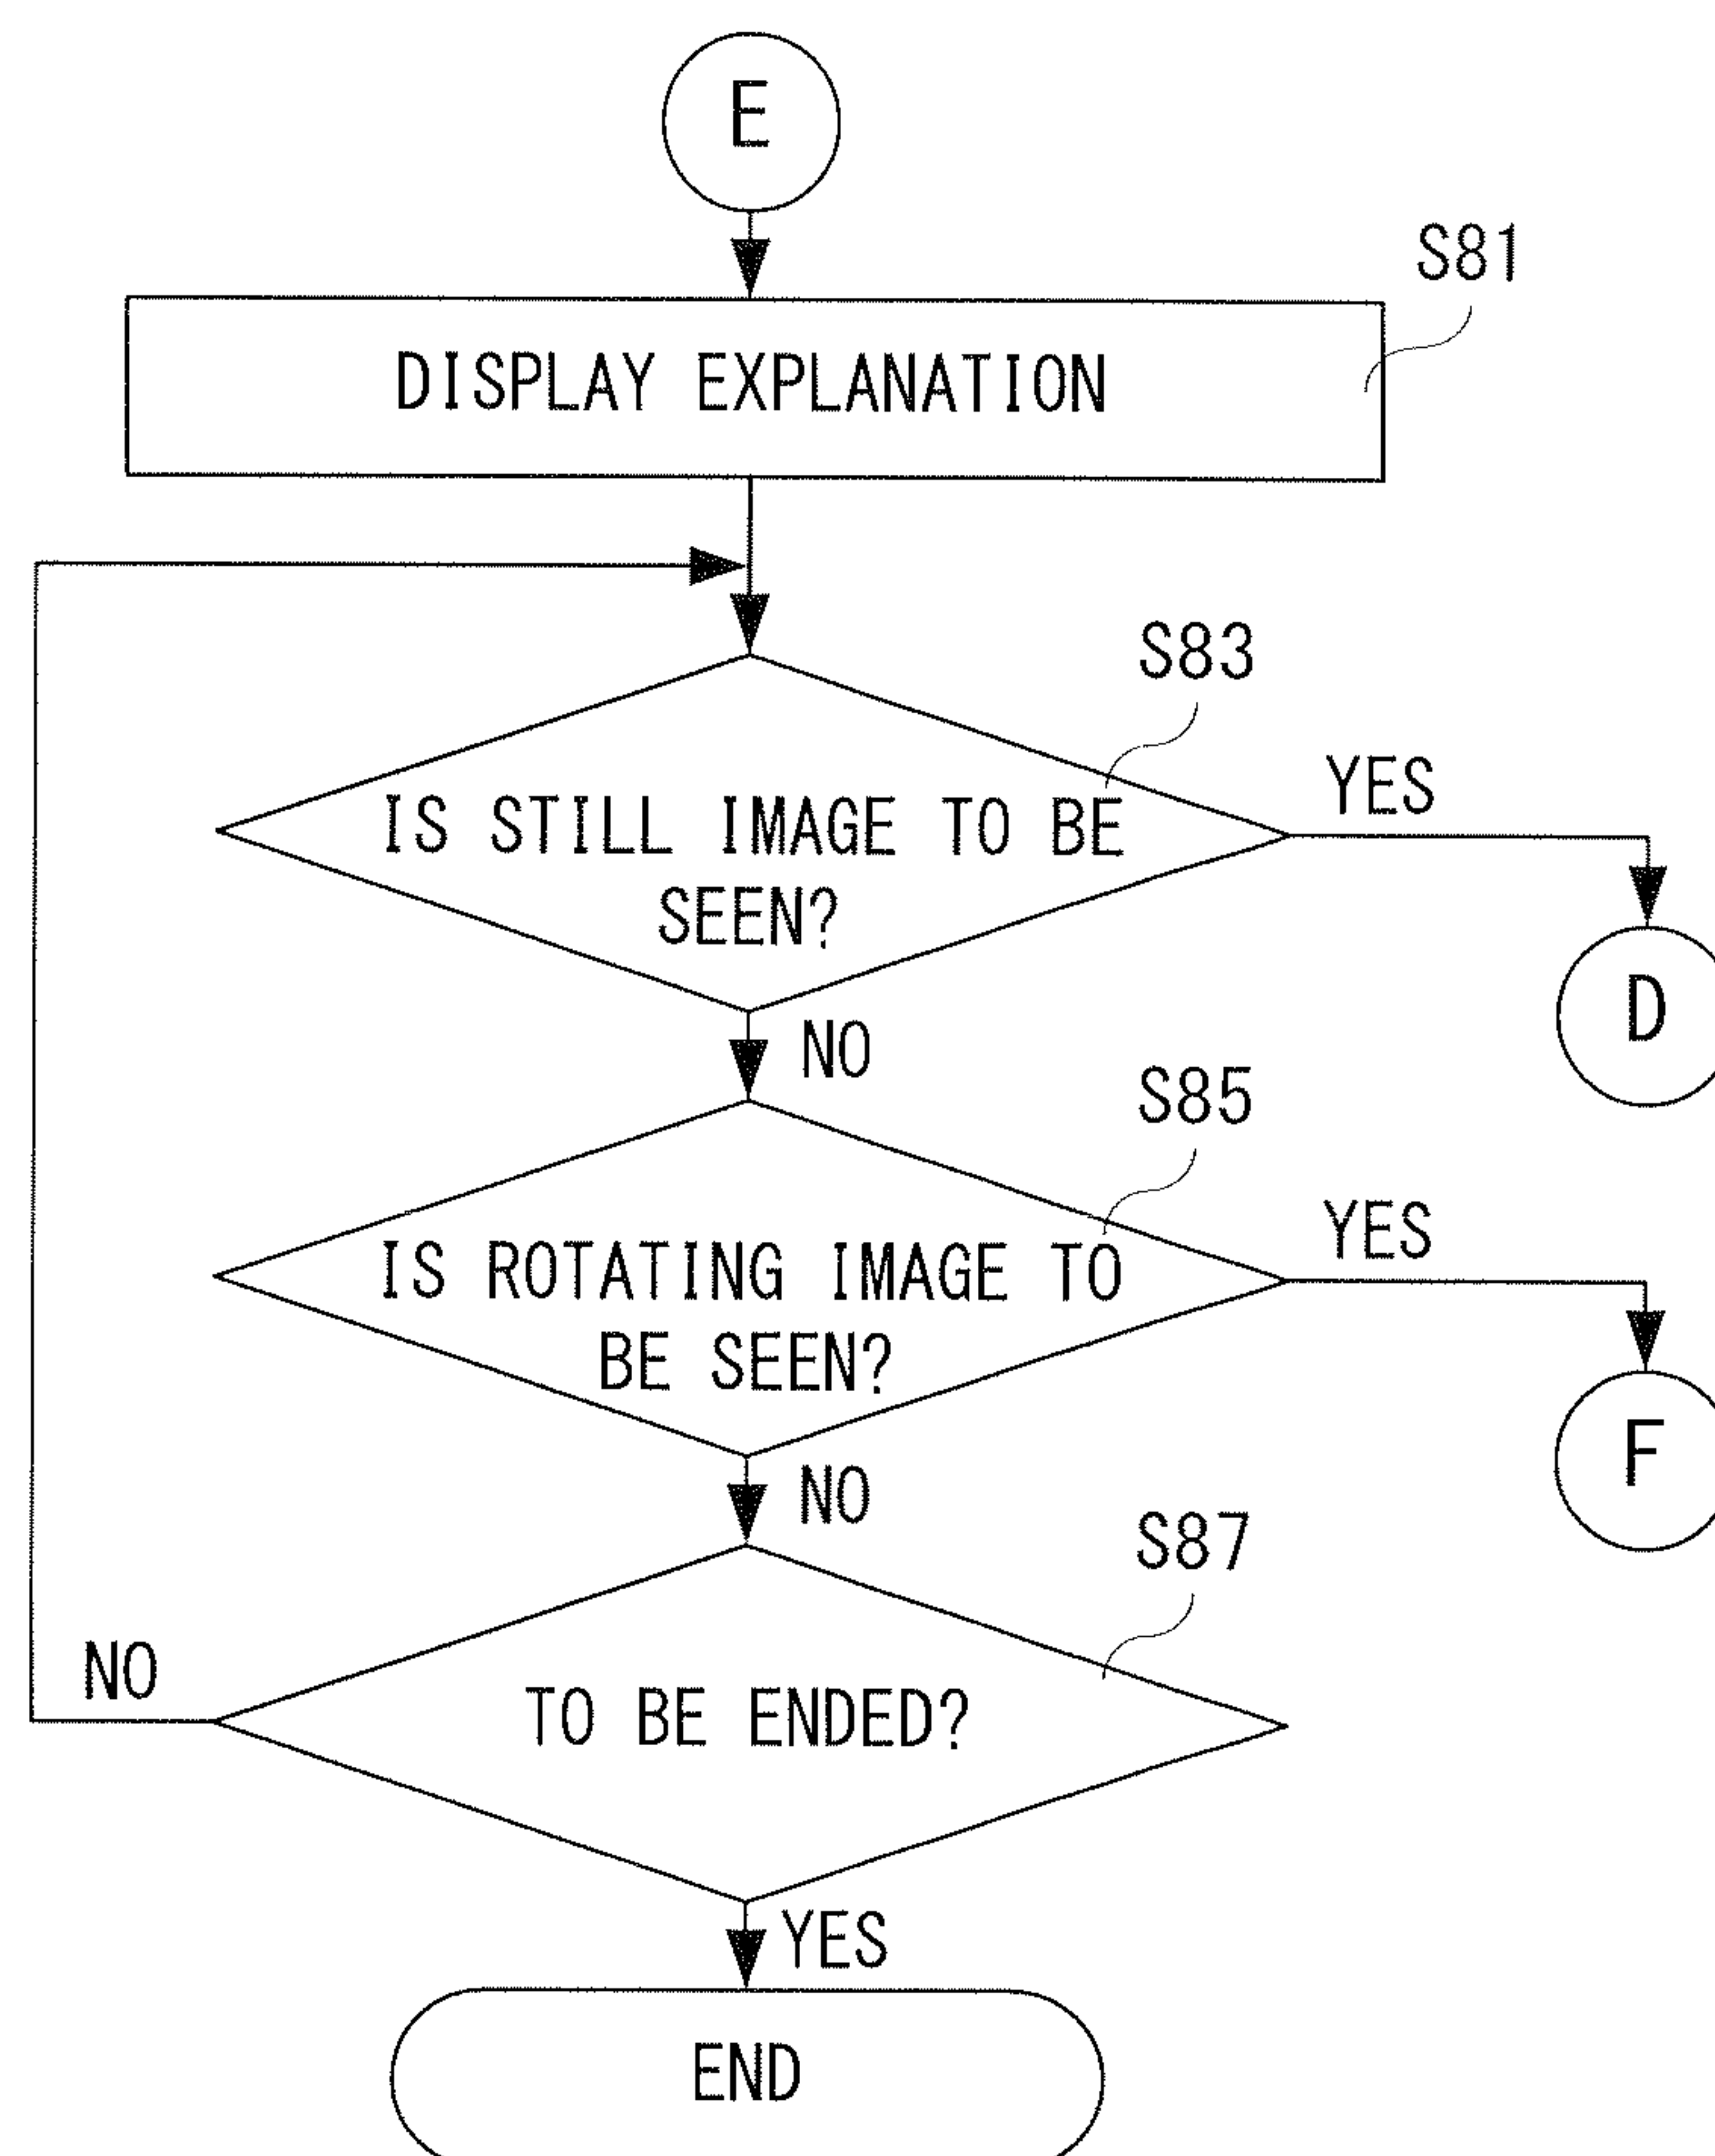 E
S81
DISPLAY EXPLANATION
S83
YES
IS STILL IMAGE TO BE
SEEN?
D
NO
S85
YES
IS ROTATING IMAGE TO
BE SEEN?
F
NO
S87
NO
TO BE ENDED?
YES
END